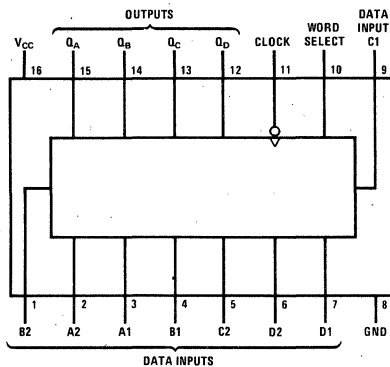 OUTPUTS
DATA INPUT C1
WORD SELECT
CLOCK
VCC QA QB QC QD
16 15 14 13 12 11 10 9
1 2 3 4 5 6 7 8
B2 A2 A1 B1 C2 D2 D1 GND
DATA INPUTS